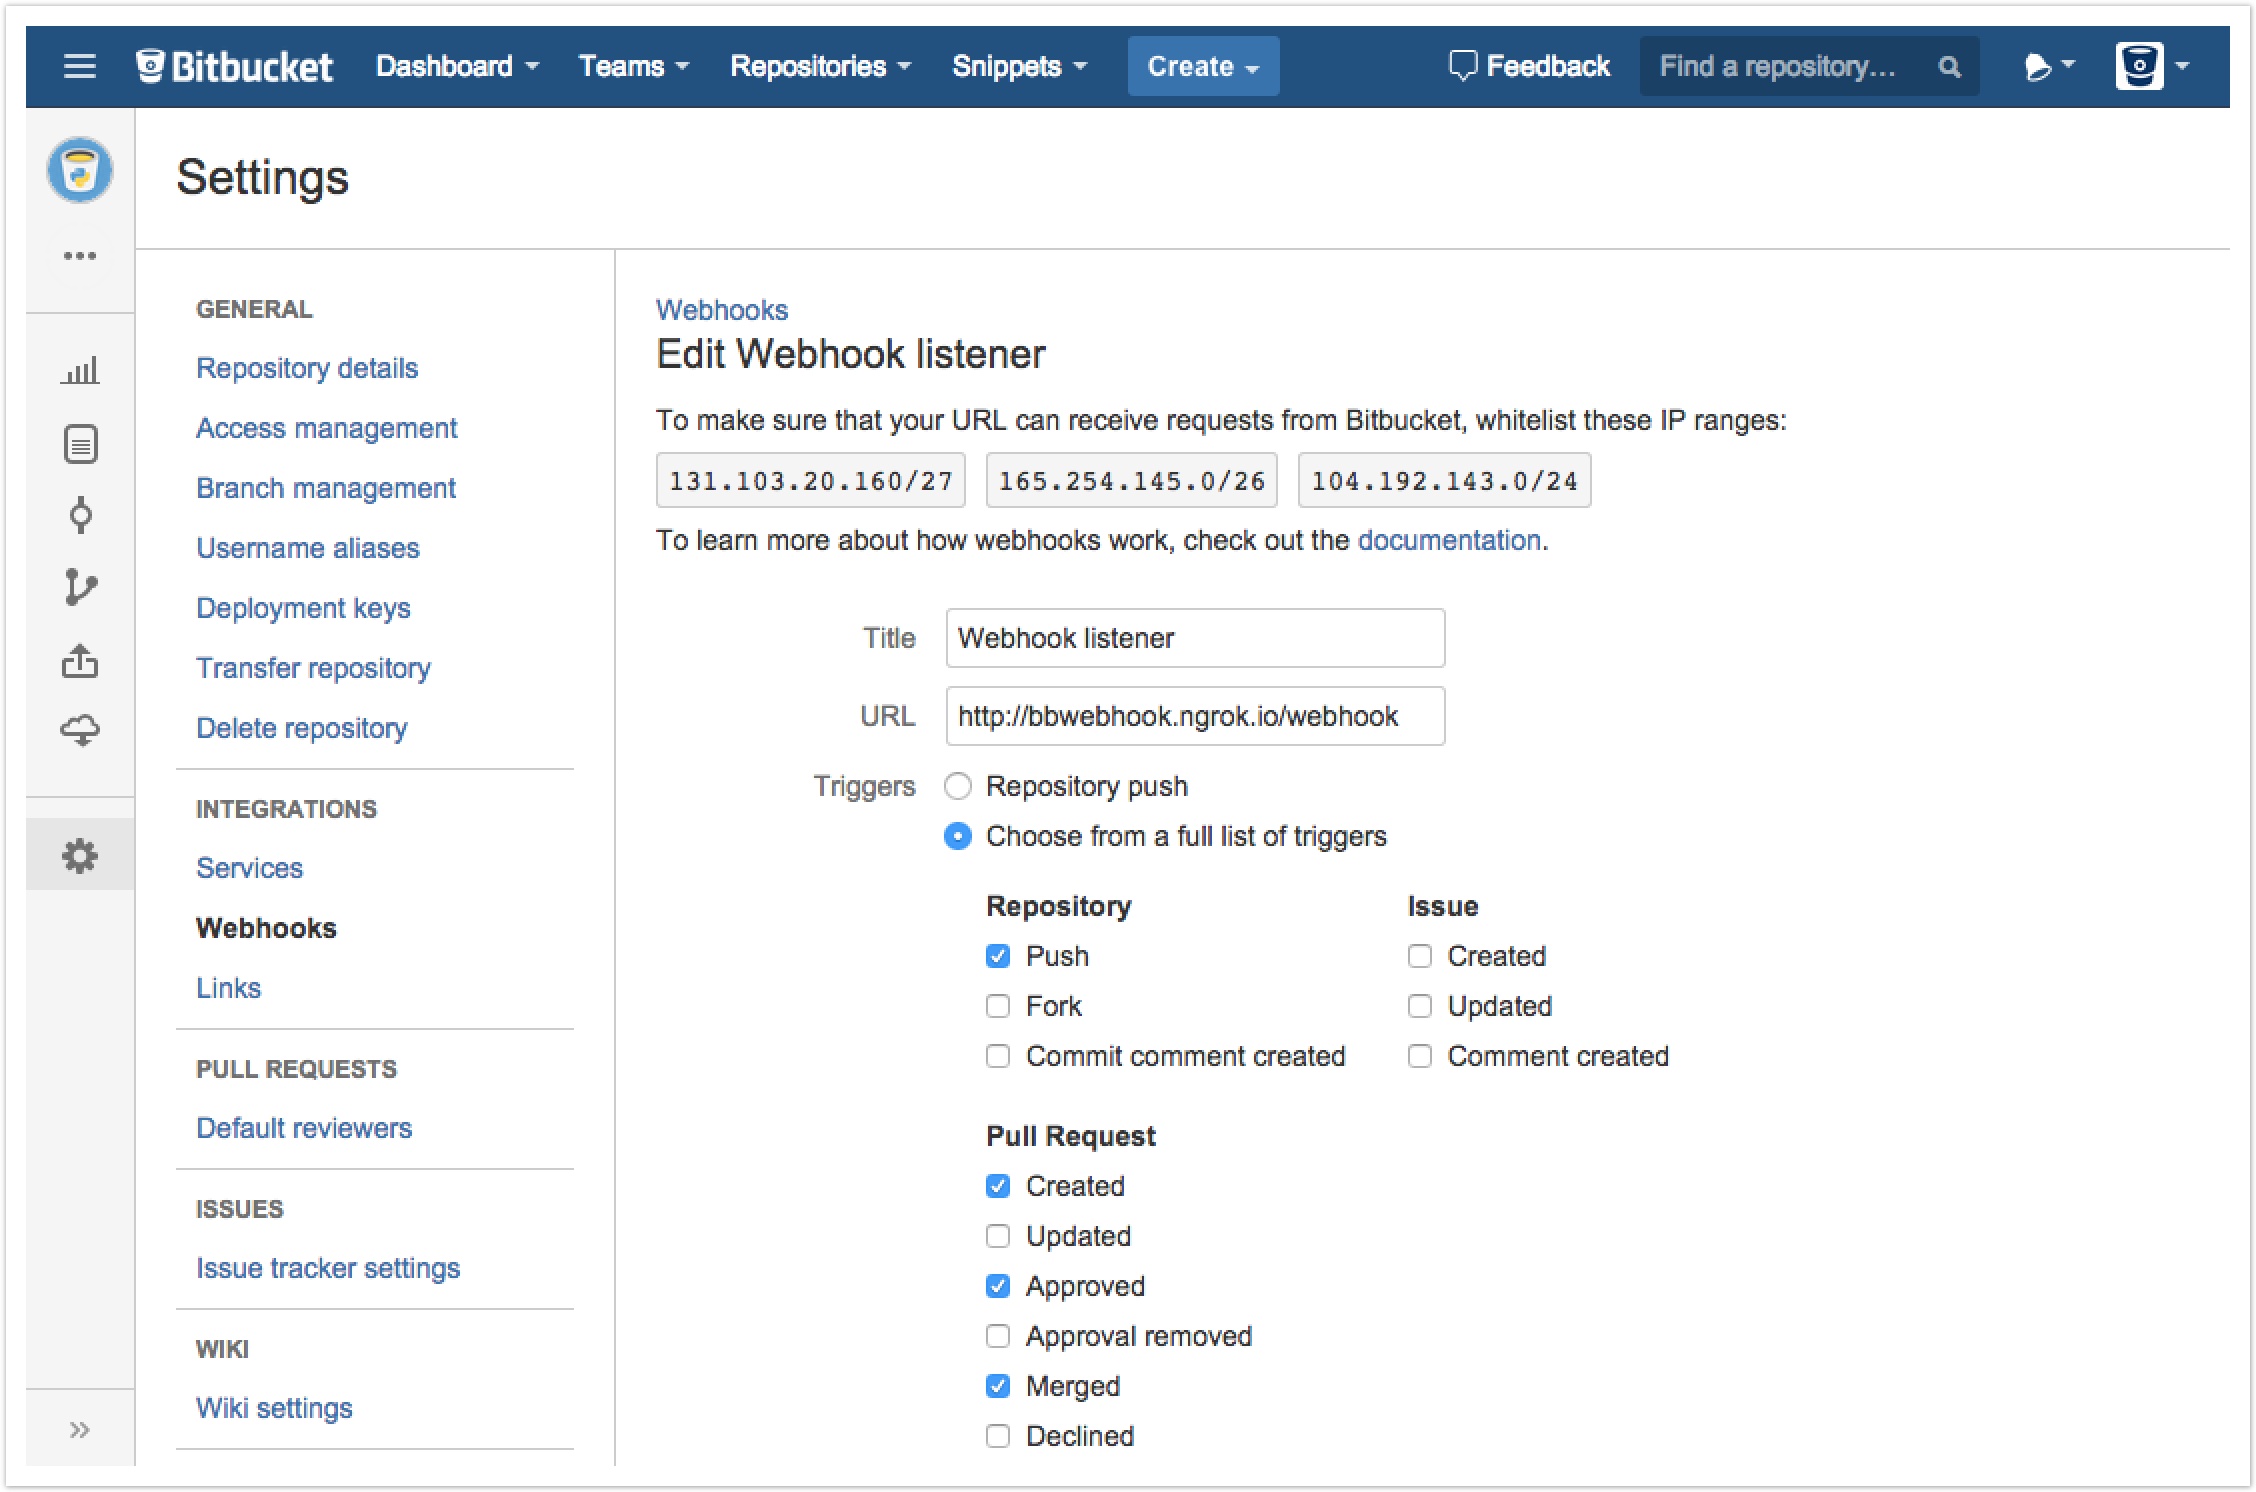 Bitbucket Dashboard Teams Repositories Snippets Create Feedback Find a repository...
Settings
GENERAL
Repository details
Access management
Branch management
Username aliases
Deployment keys
Transfer repository
Delete repository
INTEGRATIONS
Services
Webhooks
Links
PULL REQUESTS
Default reviewers
ISSUES
Issue tracker settings
WIKI
Wiki settings
Webhooks
Edit Webhook listener
To make sure that your URL can receive requests from Bitbucket, whitelist these IP ranges:
131.103.20.160/27 165.254.145.0/26 104.192.143.0/24
To learn more about how webhooks work, check out the documentation.
Title Webhook listener
URL http://bbwebhook.ngrok.io/webhook
Triggers Repository push
Choose from a full list of triggers
Repository
Push
Fork
Commit comment created
Issue
Created
Updated
Comment created
Pull Request
Created
Updated
Approved
Approval removed
Merged
Declined